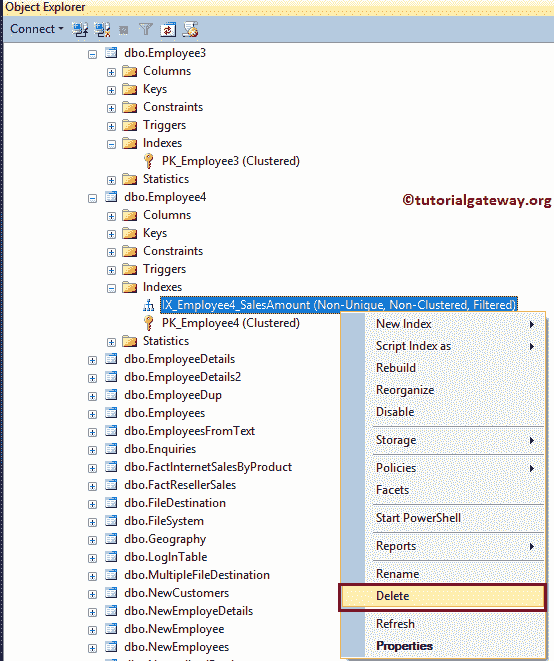 Object Explorer
Connect
dbo.Employee3
Columns
Keys
Constraints
Triggers
Indexes
PK_Employee3 (Clustered)
Statistics
dbo.Employee4
©tutorialgateway.org
Columns
Keys
Constraints
Triggers
Indexes
IX_Employee4_SalesAmount (Non-Unique, Non-Clustered, Filtered)
PK_Employee4 (Clustered)
Statistics
dbo.EmployeeDetails
dbo.EmployeeDetails2
dbo.EmployeeDup
dbo.Employees
dbo.EmployeesFromText
dbo.Enquiries
dbo.FactInternetSalesByProduct
dbo.FactResellerSales
dbo.FileDestination
dbo.FileSystem
dbo.Geography
dbo.LogInTable
dbo.MultipleFileDestination
dbo.NewCustomers
dbo.NewEmployeDetails
dbo.NewEmployee
dbo.NewEmployees
New Index
Script Index as
Rebuild
Reorganize
Disable
Storage
Policies
Facets
Start PowerShell
Reports
Rename
Delete
Refresh
Properties